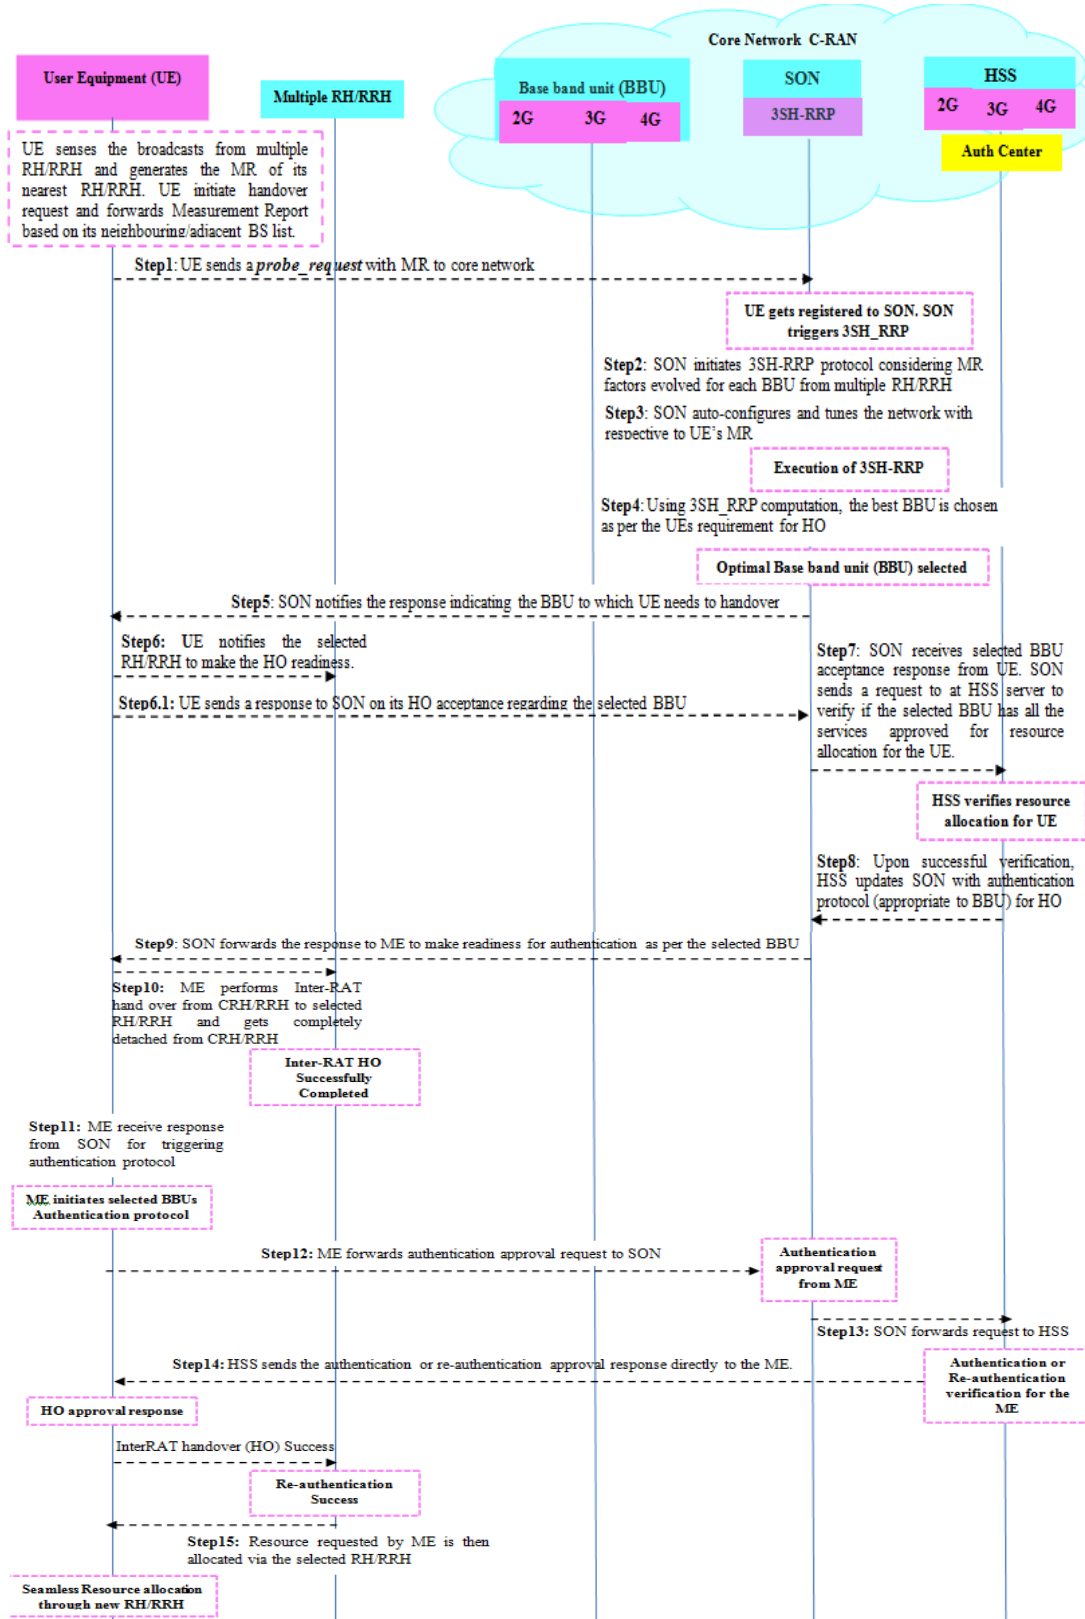 Core Network C-RAN
User Equipment (UE)
Multiple RH/RRH
Base band unit (BBU)
2G 3G 4G
SON
3SH-RRP
HSS
2G 3G 4G
Auth Center
UE senses the broadcasts from multiple
RH/RRH and generates the MR of its
nearest RH/RRH. UE initiate handover
request and forwards Measurement Report
based on its neighbouring/adjacent BS list.
Step1: UE sends a probe_request with MR to core network
UE gets registered to SON. SON
triggers 3SH_RRP
Step2: SON initiates 3SH-RRP protocol considering MR
factors evolved for each BBU from multiple RH/RRH
Step3: SON auto-configures and tunes the network with
respective to UE's MR
Execution of 3SH-RRP
Step4: Using 3SH_RRP computation, the best BBU is chosen
as per the UEs requirement for HO
Optimal Base band unit (BBU) selected
Step5: SON notifies the response indicating the BBU to which UE needs to handover
Step6: UE notifies the selected
RH/RRH to make the HO readiness.
Step6.1: UE sends a response to SON on its HO acceptance regarding the selected BBU
Step7: SON receives selected BBU
acceptance response from UE. SON
sends a request to at HSS server to
verify if the selected BBU has all the
services approved for resource
allocation for the UE.
HSS verifies resource
allocation for UE
Step8: Upon successful verification,
HSS updates SON with authentication
protocol (appropriate to BBU) for HO
Step9: SON forwards the response to ME to make readiness for authentication as per the selected BBU
Step10: ME performs Inter-RAT
hand over from CRH/RRH to selected
RH/RRH and gets completely
detached from CRH/RRH
Inter-RAT HO
Successfully
Completed
Step11: ME receive response
from SON for triggering
authentication protocol
ME initiates selected BBUs
Authentication protocol
Step12: ME forwards authentication approval request to SON
Authentication
approval request
from ME
Step13: SON forwards request to HSS
Step14: HSS sends the authentication or re-authentication approval response directly to the ME.
Authentication or
Re-authentication
verification for the
ME
HO approval response
InterRAT handover (HO) Success
Re-authentication
Success
Step15: Resource requested by ME is then
allocated via the selected RH/RRH
Seamless Resource allocation
through new RH/RRH